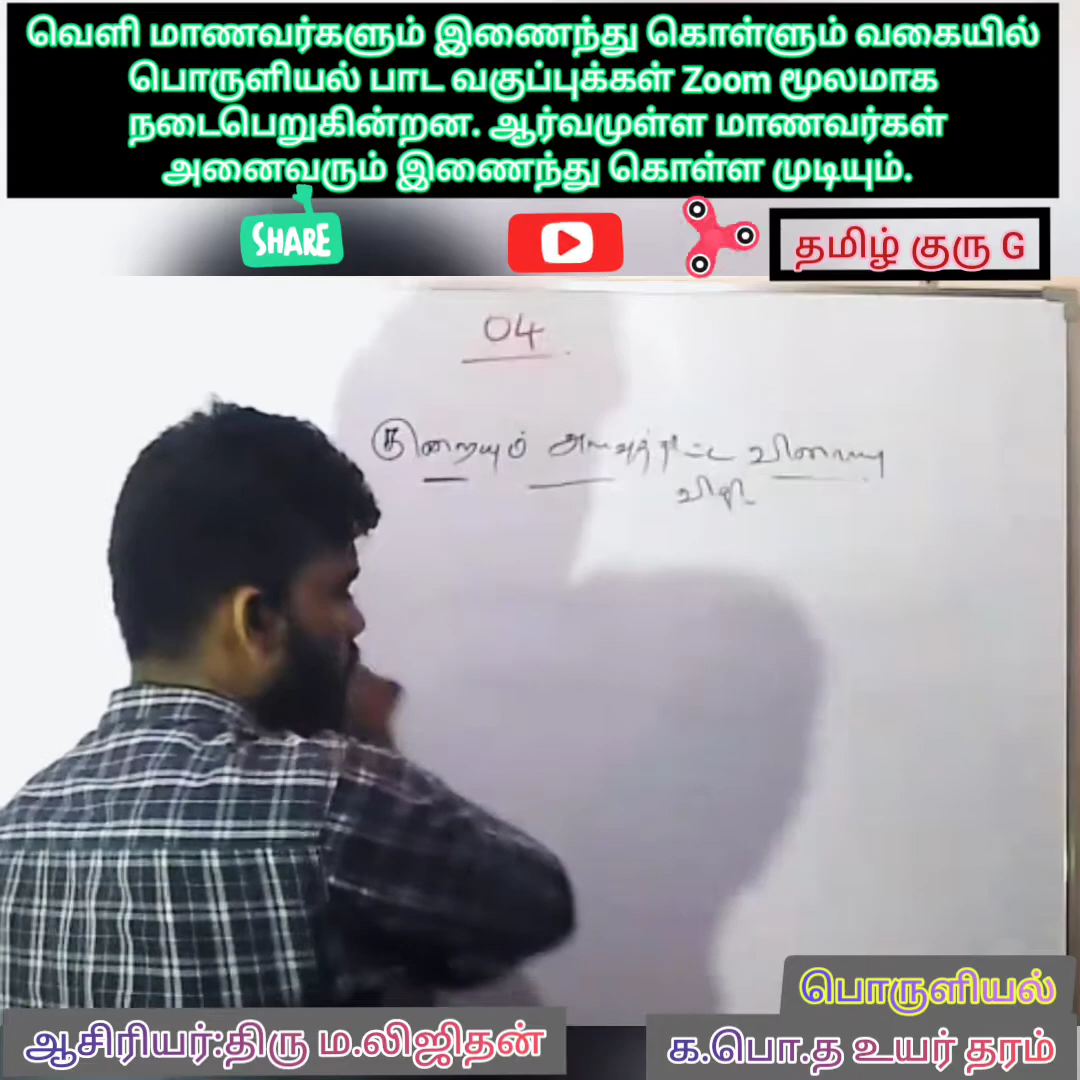 வெளி மாணவர்களும் இணைந்து கொள்ளும் வகையில்
பொருளியல் பாட வகுப்புக்கள் Zoom மூலமாக
நடைபெறுகின்றன. ஆர்வமுள்ள மாணவர்கள்
அனைவரும் இணைந்து கொள்ள முடியும்.
SHARE
தமிழ் குரு G
04
விதி
பொருளியல்
ஆசிரியர்:திரு ம.லிஜிதன்
க.பொ.த உயர் தரம்